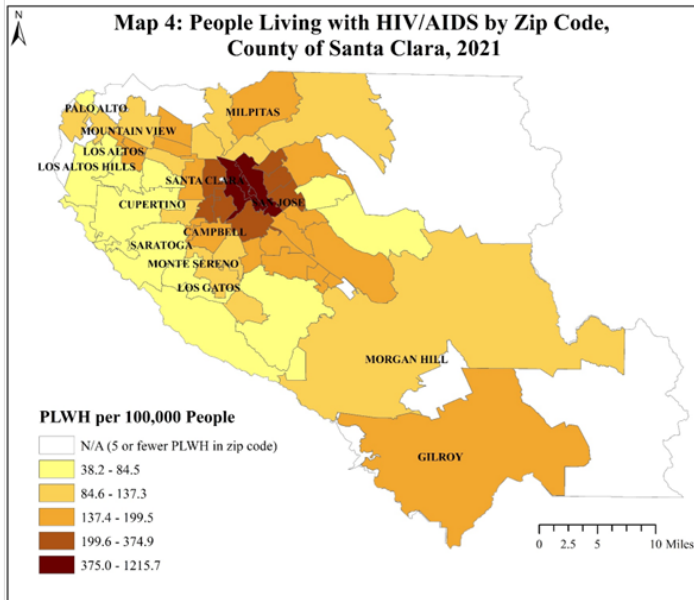 N
Map 4: People Living with HIV/AIDS by Zip Code,
County of Santa Clara, 2021
PALO ALTO
MILPITAS
MOUNTAIN VIEW
LOS ALTOS
LOS ALTOS HILLS
SANTA CLARA
CUPERTINO
SAN JOSE
CAMPBELL
SARATOGA
MONTE SERENO
LOS GATOS
MORGAN HILL
GILROY
PLWH per 100,000 People
N/A (5 or fewer PLWH in zip code)
38.2 - 84.5
84.6 - 137.3
137.4 - 199.5
199.6 - 374.9
375.0 - 1215.7
0 2.5 5 10 Miles